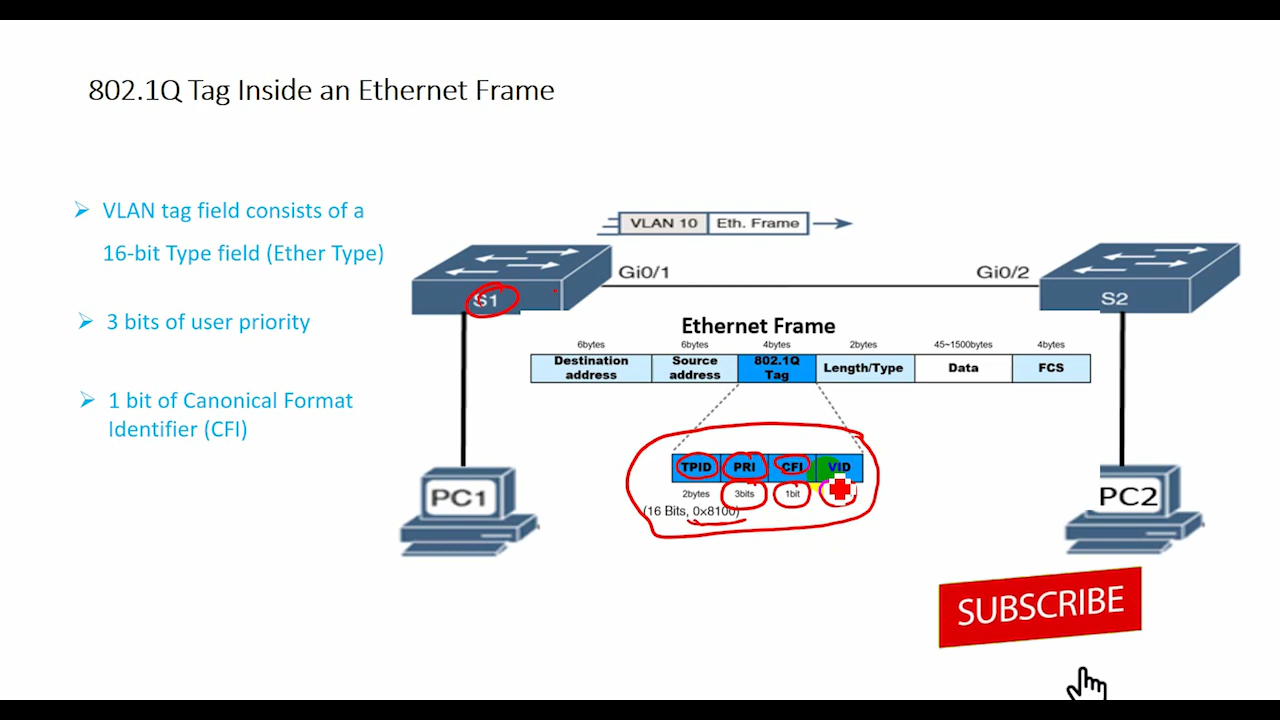 802.1Q Tag Inside an Ethernet Frame
VLAN tag field consists of a
16-bit Type field (Ether Type)
3 bits of user priority
1 bit of Canonical Format
Identifier (CFI)
VLAN 10 Eth. Frame
Gi0/1 Gi0/2
S1 S2
Ethernet Frame
6bytes 6bytes 4bytes 2bytes 45~1500bytes 4bytes
Destination address Source address 802.1Q Tag Length/Type Data FCS
TPID PRI CFI VID
2bytes 3bits 1bit
(16 Bits, 0x8100)
PC1 PC2
SUBSCRIBE